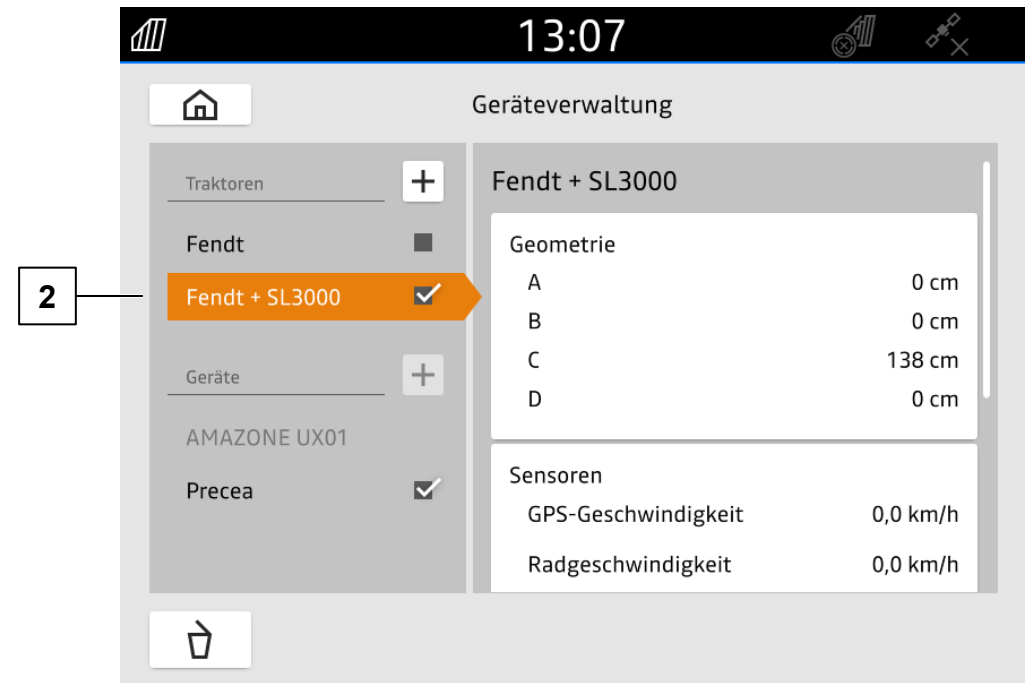 13:07
Geräteverwaltung
Traktoren
Fendt
Fendt + SL3000
Geräte
AMAZONE UX01
Precea
Fendt + SL3000
Geometrie
A 0 cm
B 0 cm
C 138 cm
D 0 cm
Sensoren
GPS-Geschwindigkeit 0,0 km/h
Radgeschwindigkeit 0,0 km/h
2